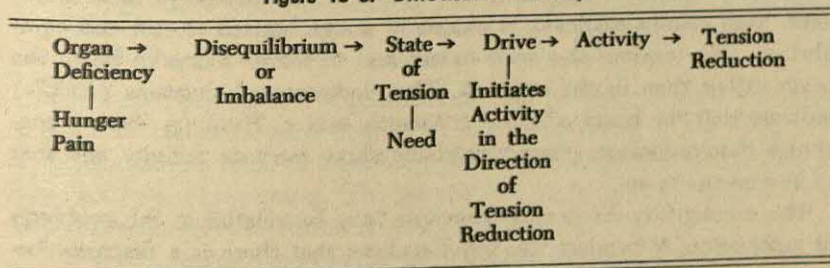 Organ → Disequilibrium → State → Drive → Activity → Tension
Deficiency or of | Reduction
| Imbalance Tension Initiates
Hunger | Activity
Pain Need in the
Direction
of
Tension
Reduction